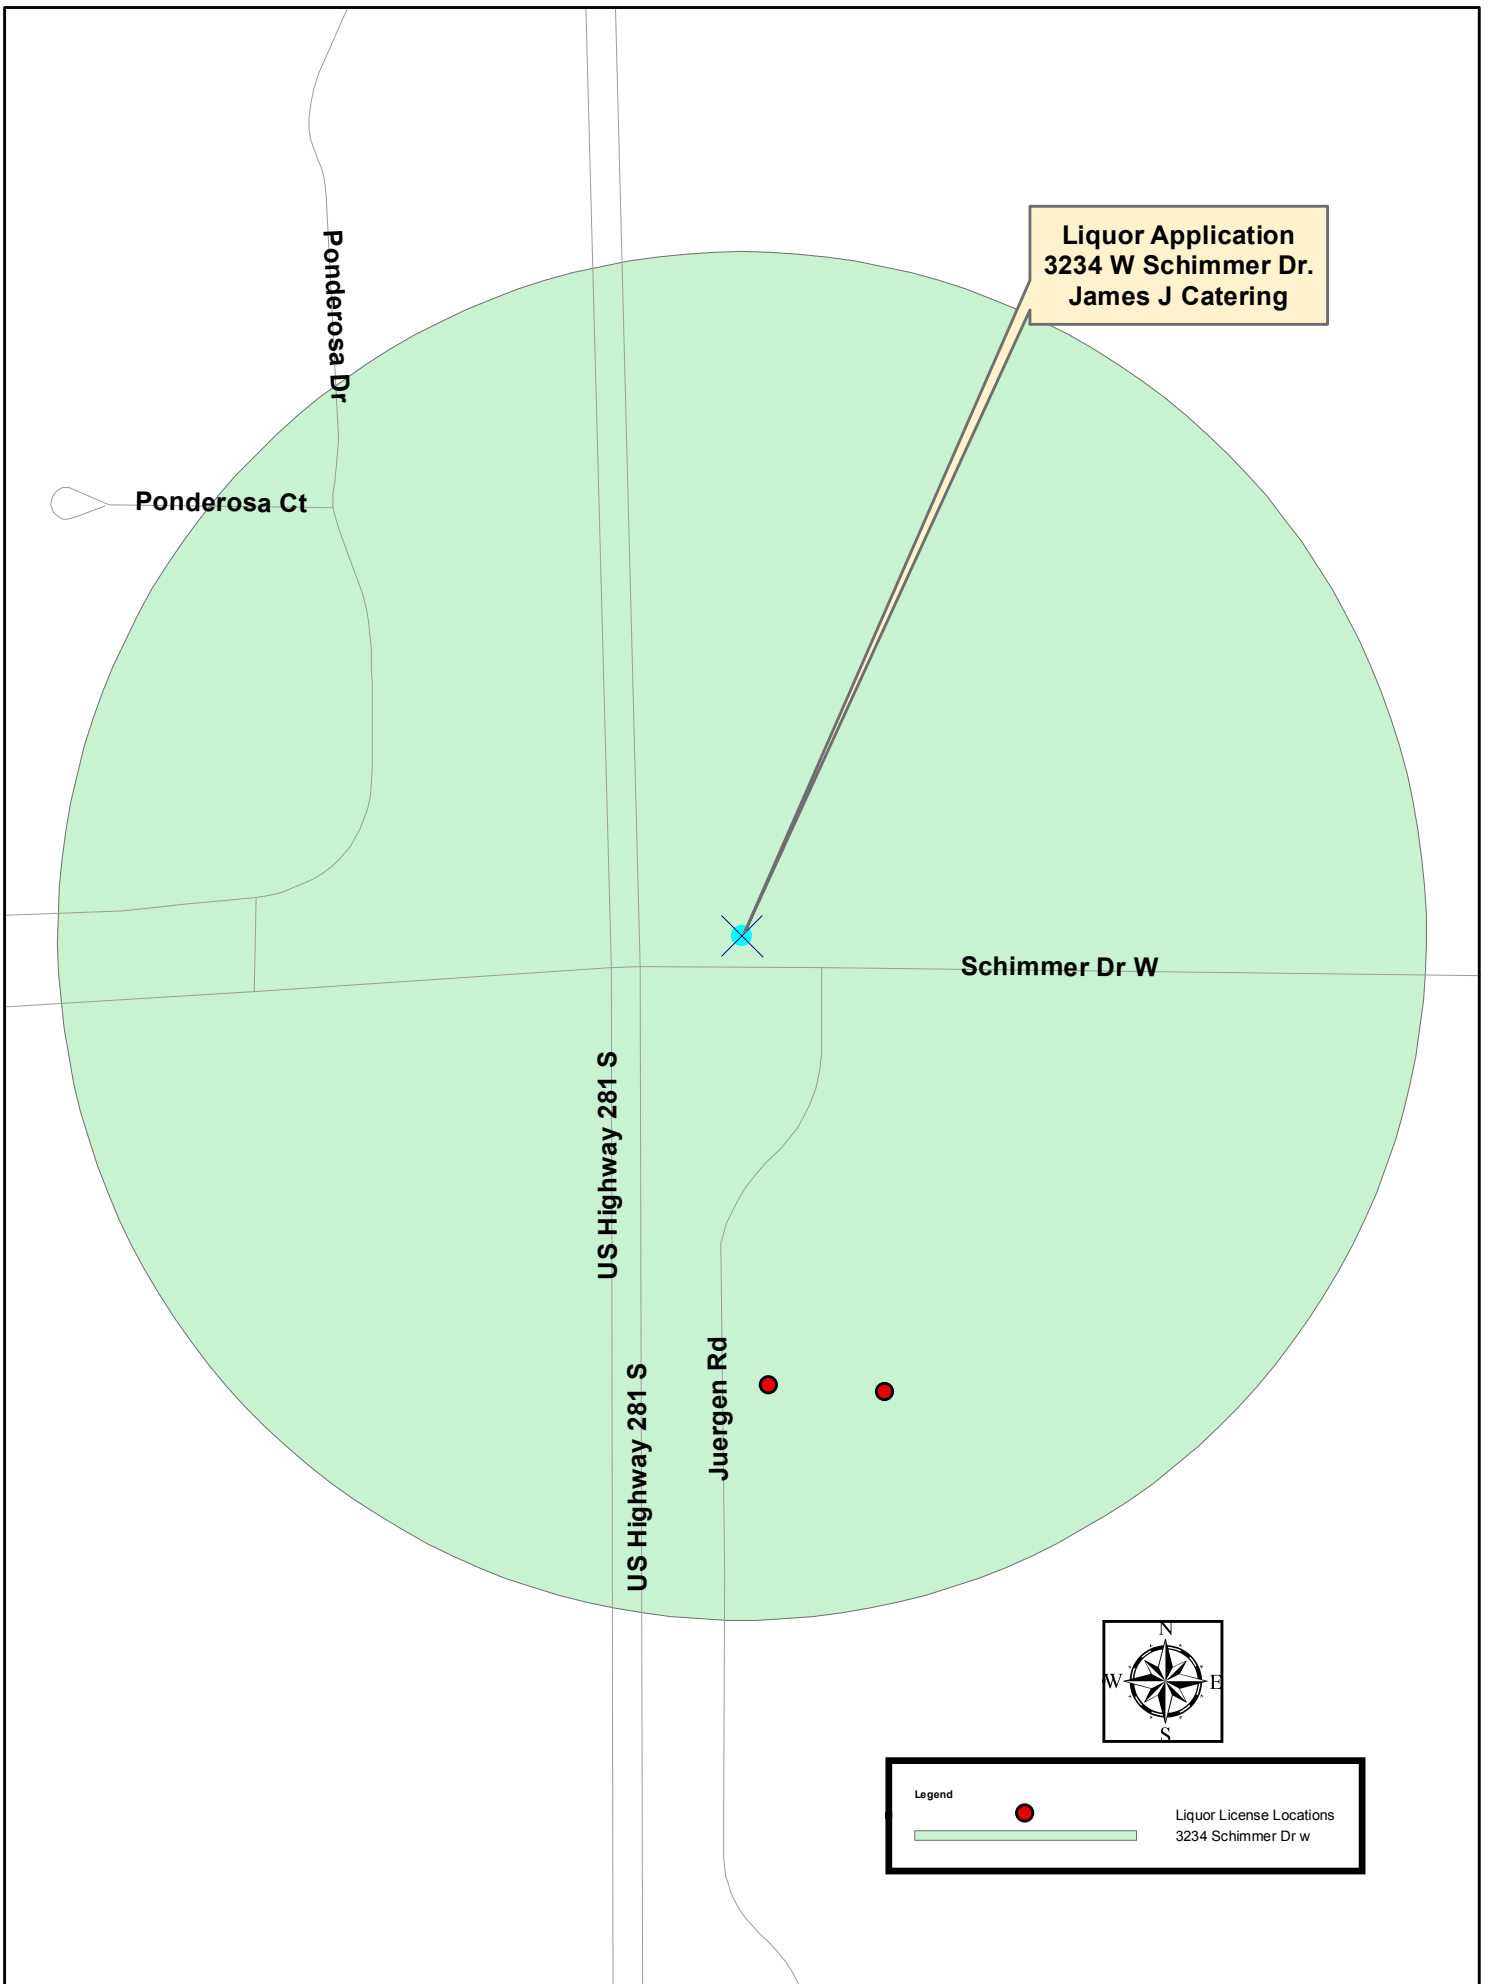 Liquor Application
3234 W Schimmer Dr.
James J Catering
Ponderosa Dr
Ponderosa Ct
Schimmer Dr W
US Highway 281 S
US Highway 281 S
Juergen Rd
N
W
E
S
Legend
Liquor License Locations
3234 Schimmer Dr w